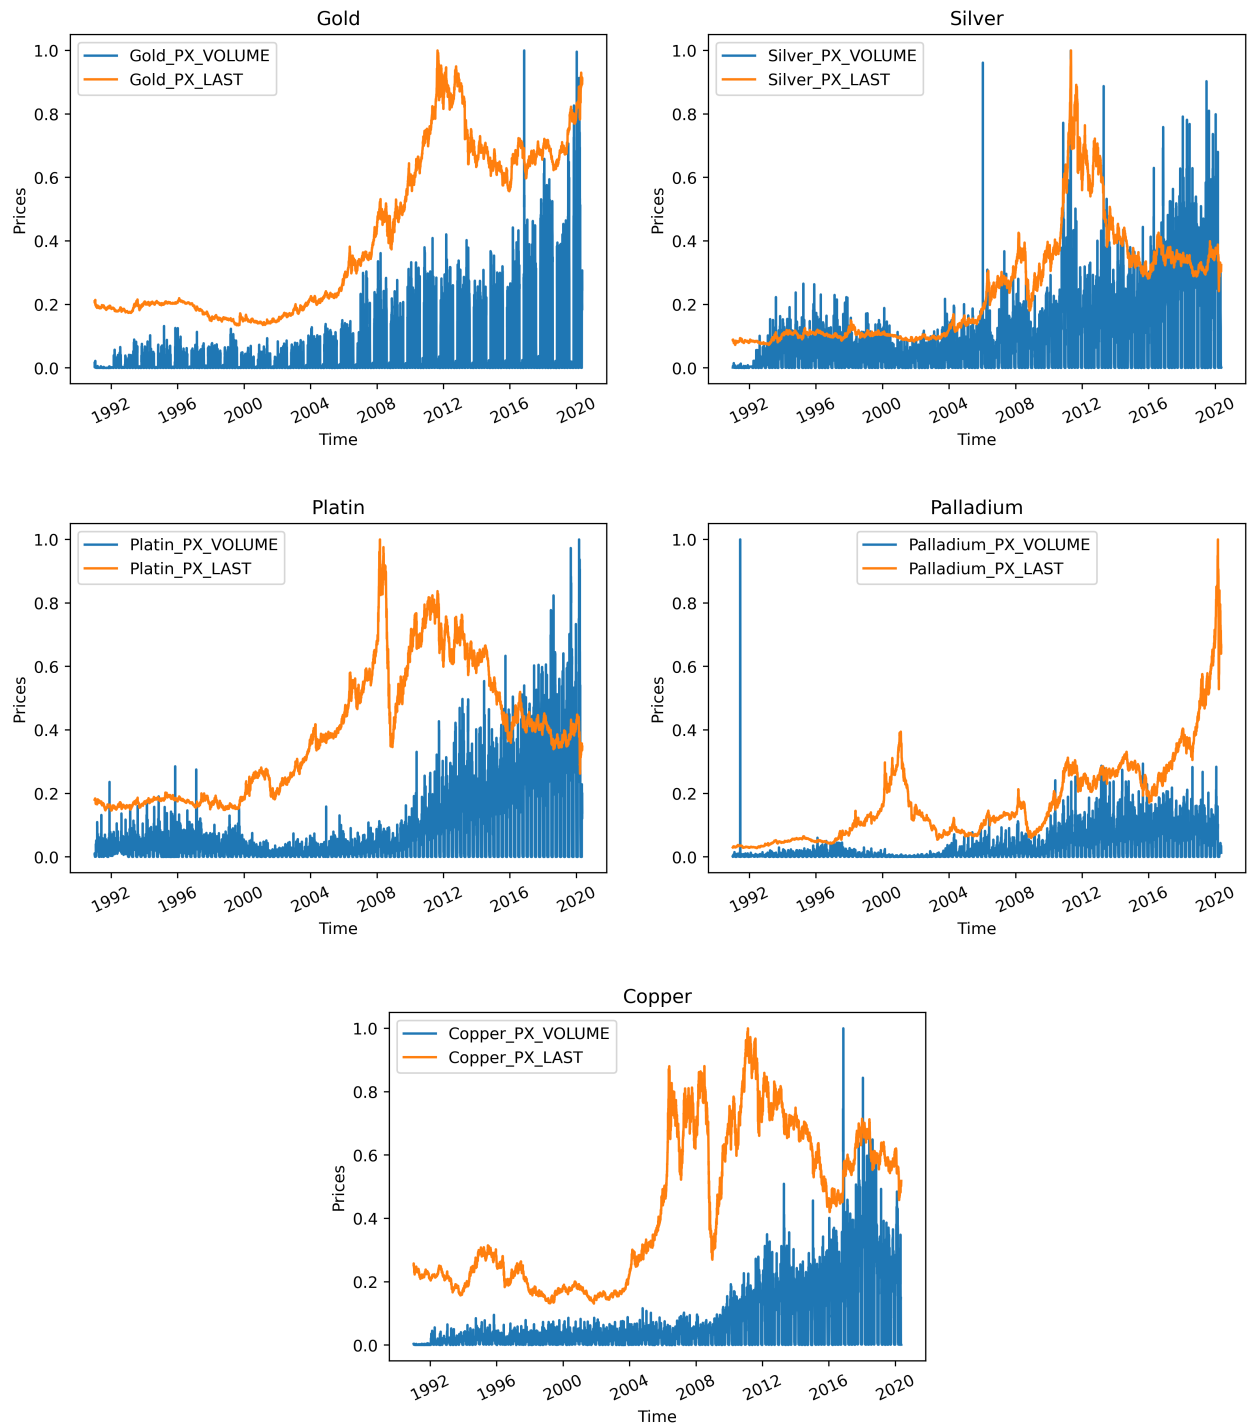 Gold
Gold_PX_VOLUME
Gold_PX_LAST
1.0
0.8
0.6
0.4
0.2
0.0
Prices
1992 1996 2000 2004 2008 2012 2016 2020
Time
Silver
Silver_PX_VOLUME
Silver_PX_LAST
1.0
0.8
0.6
0.4
0.2
0.0
Prices
1992 1996 2000 2004 2008 2012 2016 2020
Time
Platin
Platin_PX_VOLUME
Platin_PX_LAST
1.0
0.8
0.6
0.4
0.2
0.0
Prices
1992 1996 2000 2004 2008 2012 2016 2020
Time
Palladium
Palladium_PX_VOLUME
Palladium_PX_LAST
1.0
0.8
0.6
0.4
0.2
0.0
Prices
1992 1996 2000 2004 2008 2012 2016 2020
Time
Copper
Copper_PX_VOLUME
Copper_PX_LAST
1.0
0.8
0.6
0.4
0.2
0.0
Prices
1992 1996 2000 2004 2008 2012 2016 2020
Time